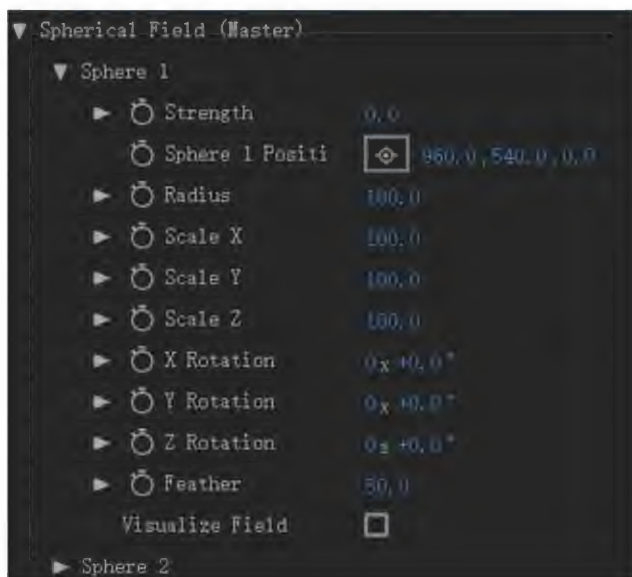 Spherical Field (Master)
Sphere 1
Strength 0.0
Sphere 1 Positi 960.0,540.0,0.0
Radius 100.0
Scale X 100.0
Scale Y 100.0
Scale Z 100.0
X Rotation 0x +0.0°
Y Rotation 0x +0.0°
Z Rotation 0x +0.0°
Feather 50.0
Visualize Field
Sphere 2